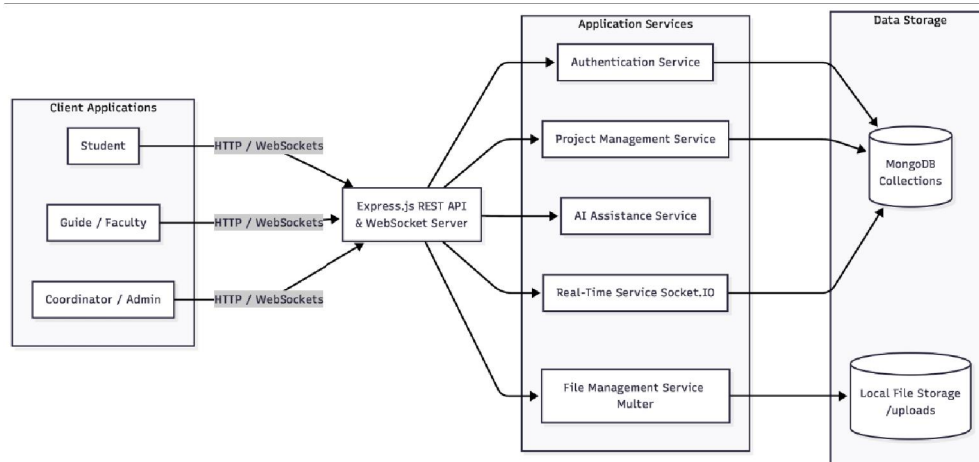 Client Applications
Student
Guide / Faculty
Coordinator / Admin
HTTP / WebSockets
HTTP / WebSockets
HTTP / WebSockets
Express.js REST API
& WebSocket Server
Application Services
Authentication Service
Project Management Service
AI Assistance Service
Real-Time Service Socket.IO
File Management Service
Multer
Data Storage
MongoDB
Collections
Local File Storage
/uploads